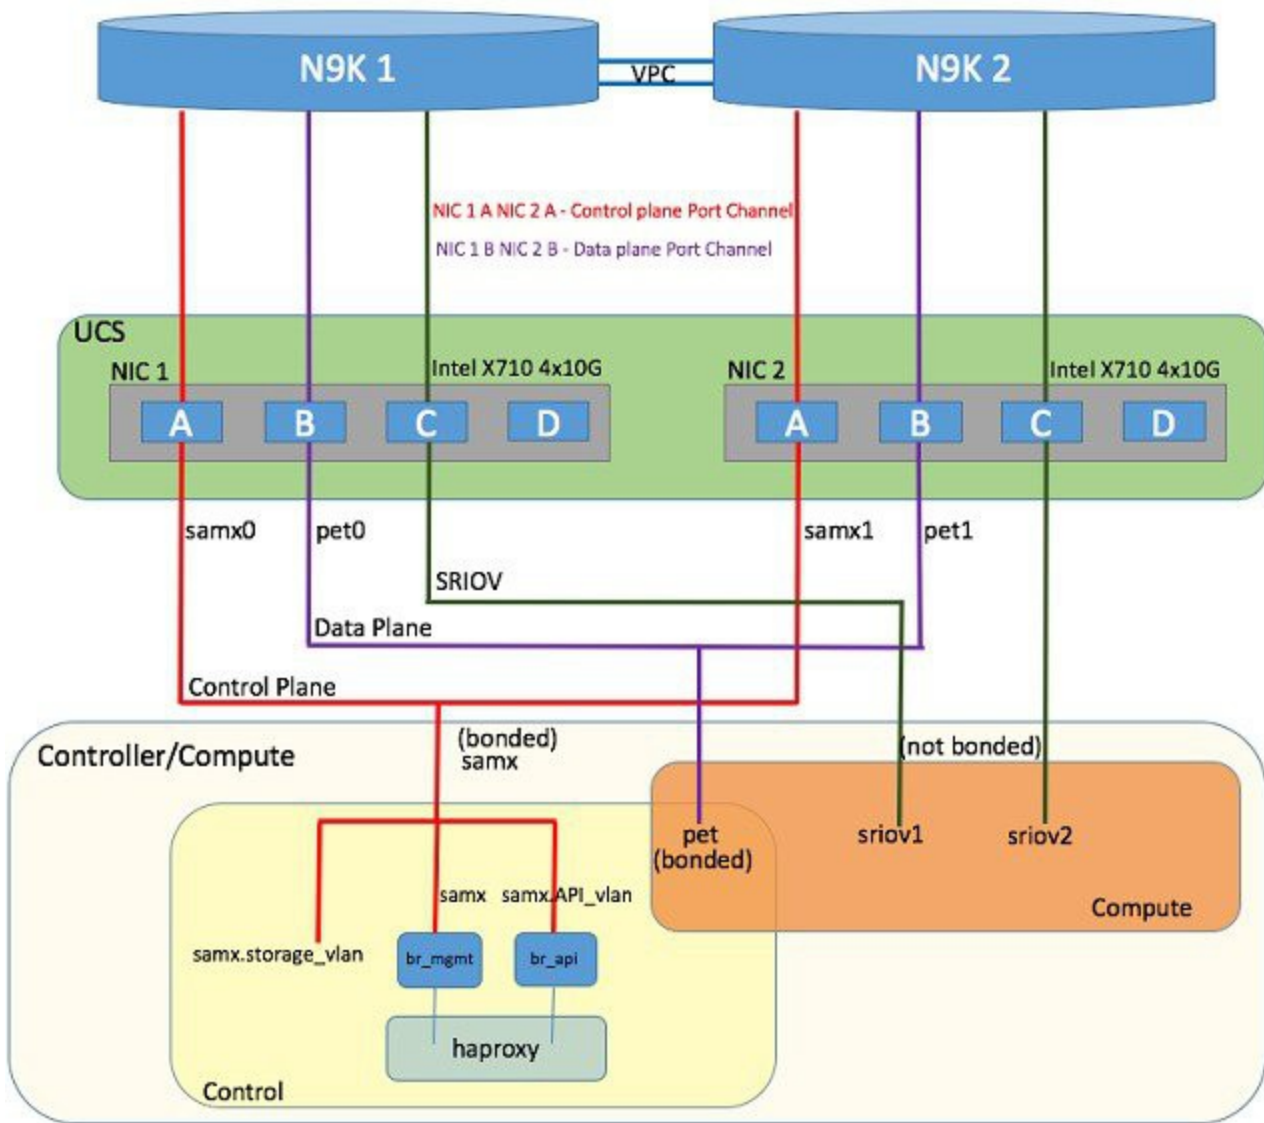 N9K 1
VPC
N9K 2
NIC 1 A NIC 2 A - Control plane Port Channel
NIC 1 B NIC 2 B - Data plane Port Channel
UCS
NIC 1
Intel X710 4x10G
NIC 2
Intel X710 4x10G
A
B
C
D
A
B
C
D
samx0
pet0
samx1
pet1
SRIOV
Data Plane
Control Plane
Controller/Compute
(bonded)
samx
(not bonded)
pet
(bonded)
sriov1
sriov2
Compute
samx
samx.API_vlan
samx.storage_vlan
br_mgmt
br_api
haproxy
Control